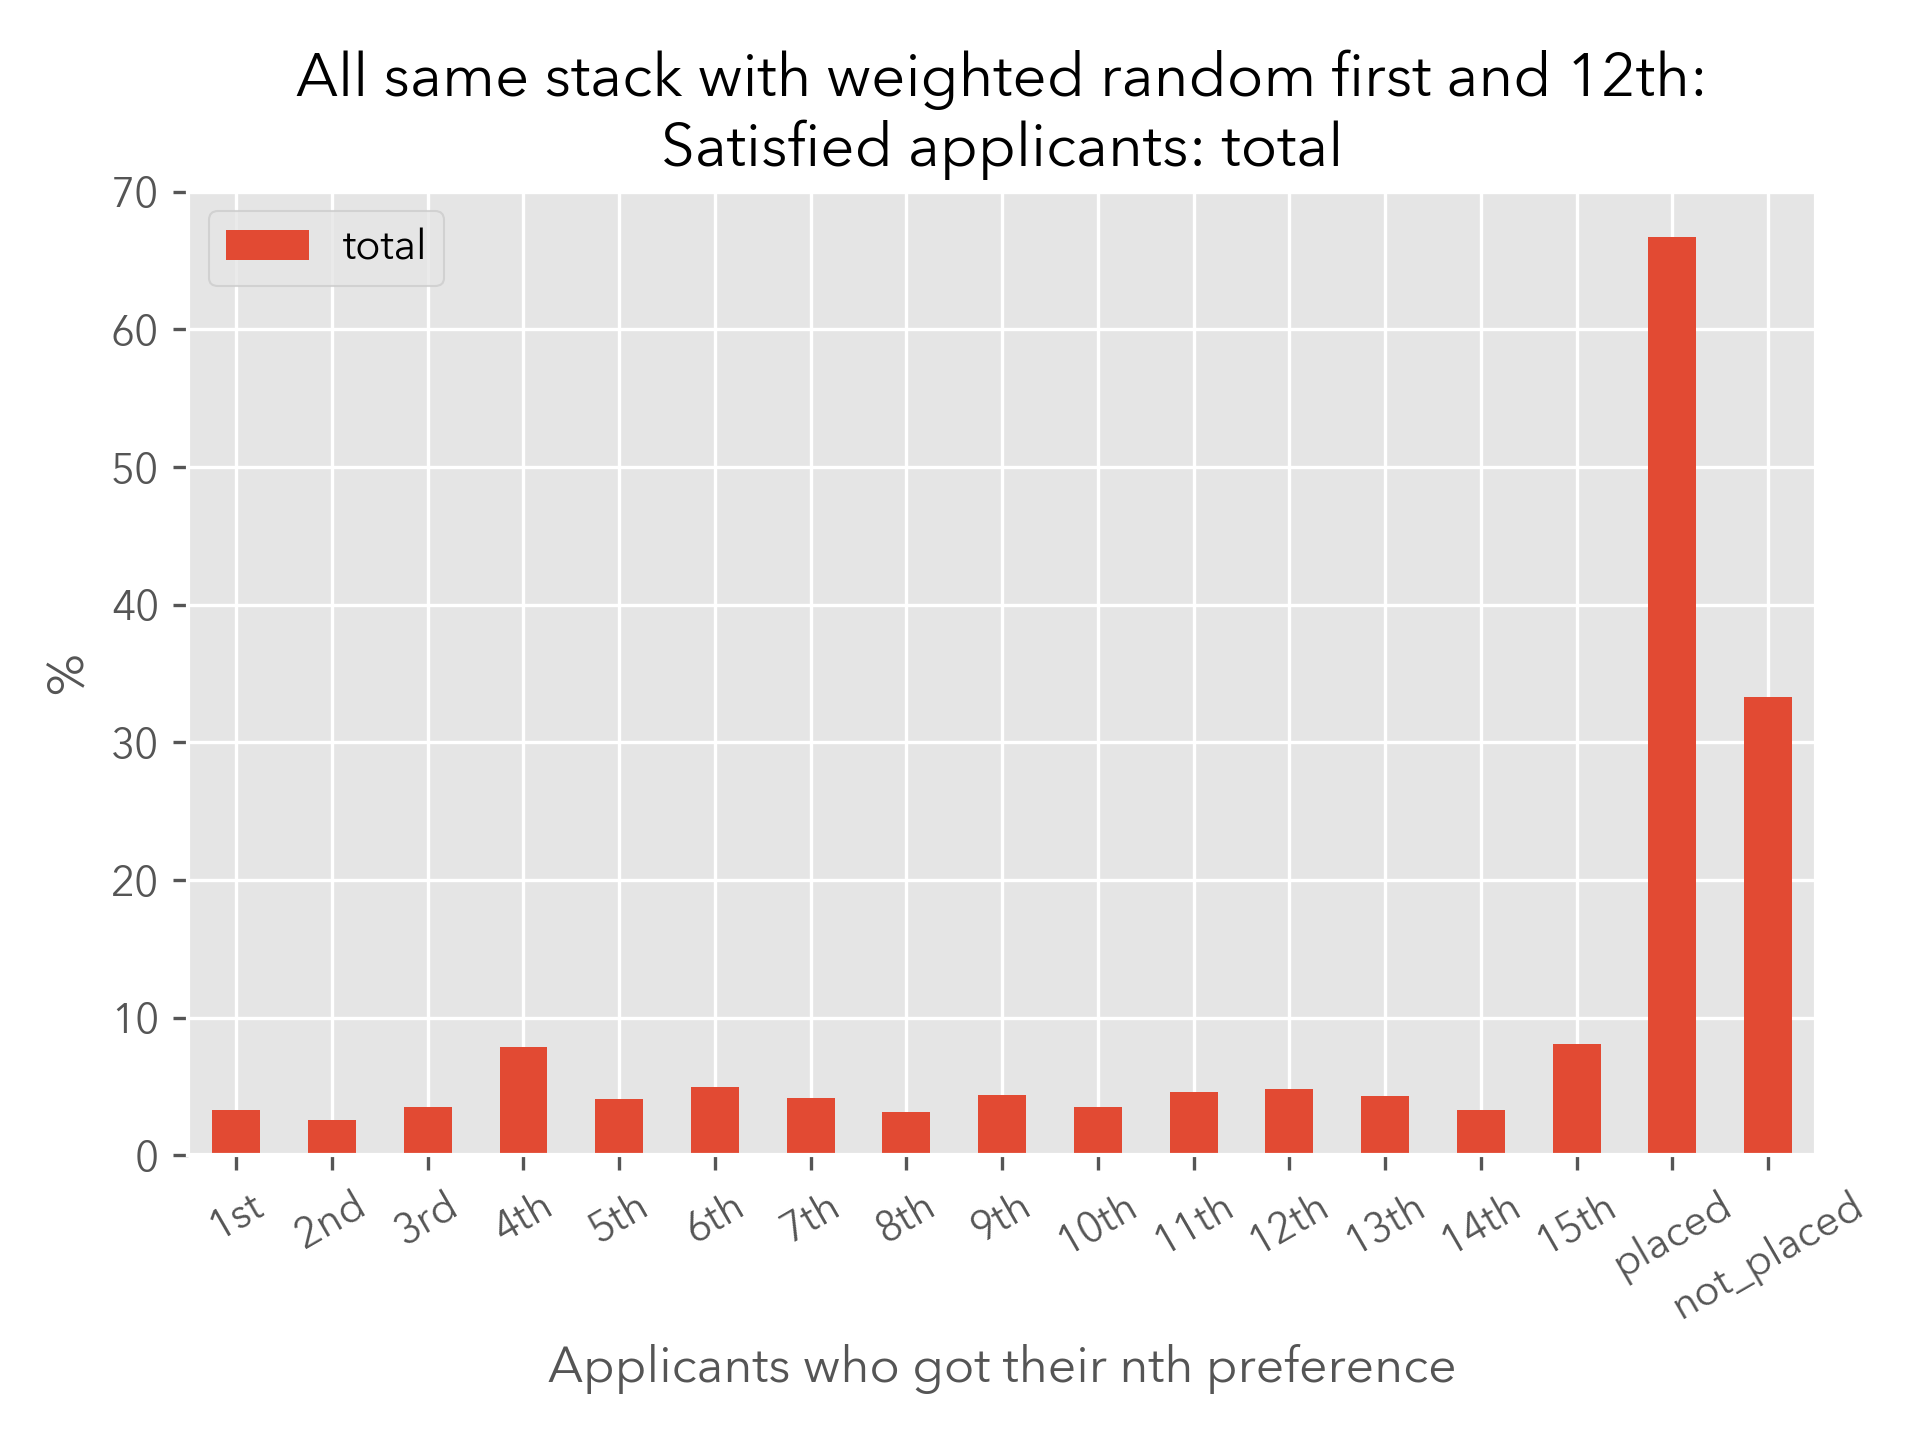 All same stack with weighted random first and 12th:
Satisfied applicants: total
total
70
60
50
40
30
20
10
0
%
1st
2nd
3rd
4th
5th
6th
7th
8th
9th
10th
11th
12th
13th
14th
15th
placed
not_placed
Applicants who got their nth preference